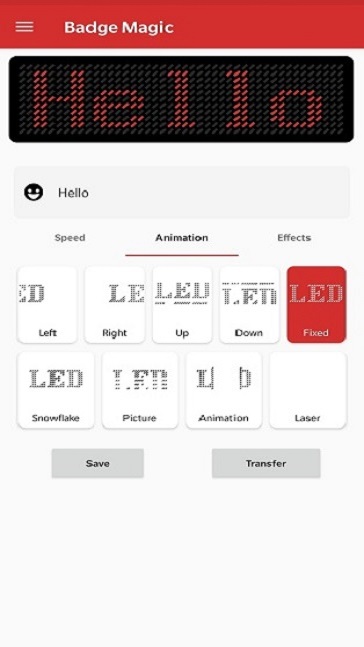 Badge Magic
Hello
Hello
Speed Animation Effects
ED LE LED LED LED
Left Right Up Down Fixed
LED LED L D
Snowflake Picture Animation Laser
Save Transfer